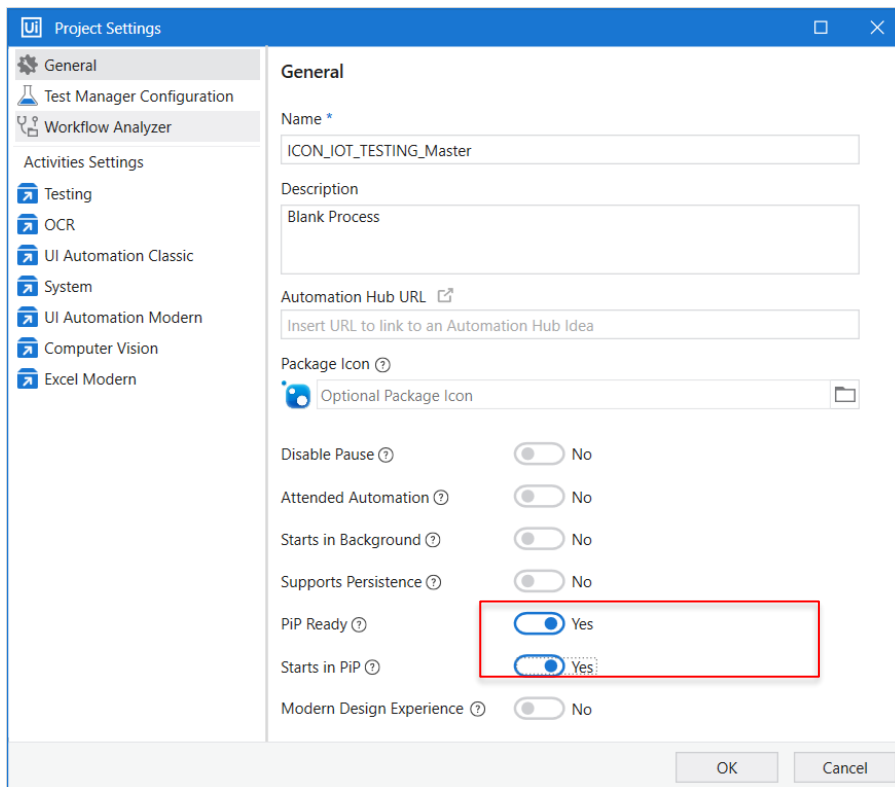 Ui Project Settings
General
Test Manager Configuration
Workflow Analyzer
Activities Settings
Testing
OCR
UI Automation Classic
System
UI Automation Modern
Computer Vision
Excel Modern
General
Name *
ICON_IOT_TESTING_Master
Description
Blank Process
Automation Hub URL
Insert URL to link to an Automation Hub Idea
Package Icon ?
Optional Package Icon
Disable Pause ? No
Attended Automation ? No
Starts in Background ? No
Supports Persistence ? No
PiP Ready ? Yes
Starts in PiP ? Yes
Modern Design Experience ? No
OK Cancel